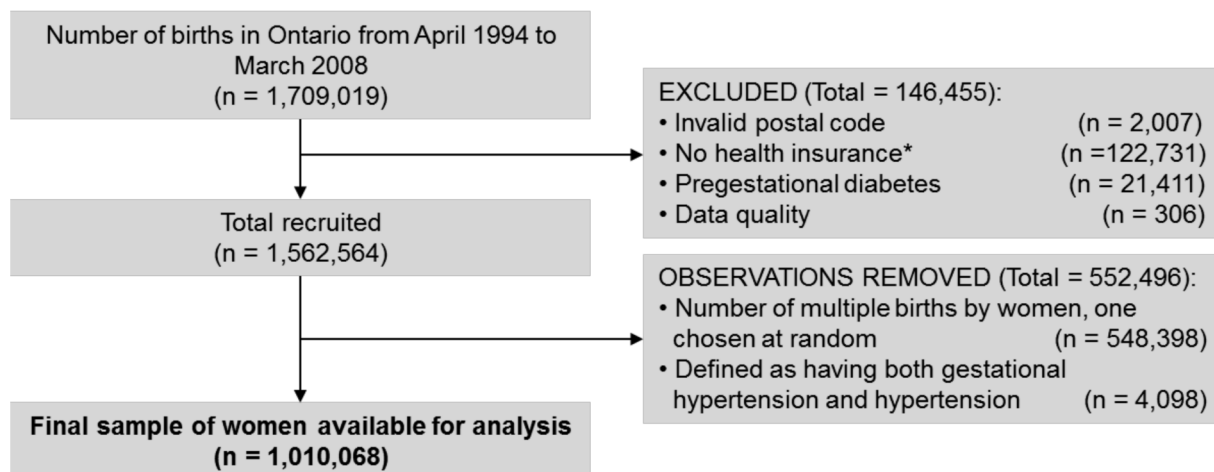 Number of births in Ontario from April 1994 to
March 2008
(n = 1,709,019)
EXCLUDED (Total = 146,455):
• Invalid postal code (n = 2,007)
• No health insurance* (n =122,731)
• Pregestational diabetes (n = 21,411)
• Data quality (n = 306)
Total recruited
(n = 1,562,564)
OBSERVATIONS REMOVED (Total = 552,496):
• Number of multiple births by women, one
chosen at random (n = 548,398)
• Defined as having both gestational
hypertension and hypertension (n = 4,098)
Final sample of women available for analysis
(n = 1,010,068)